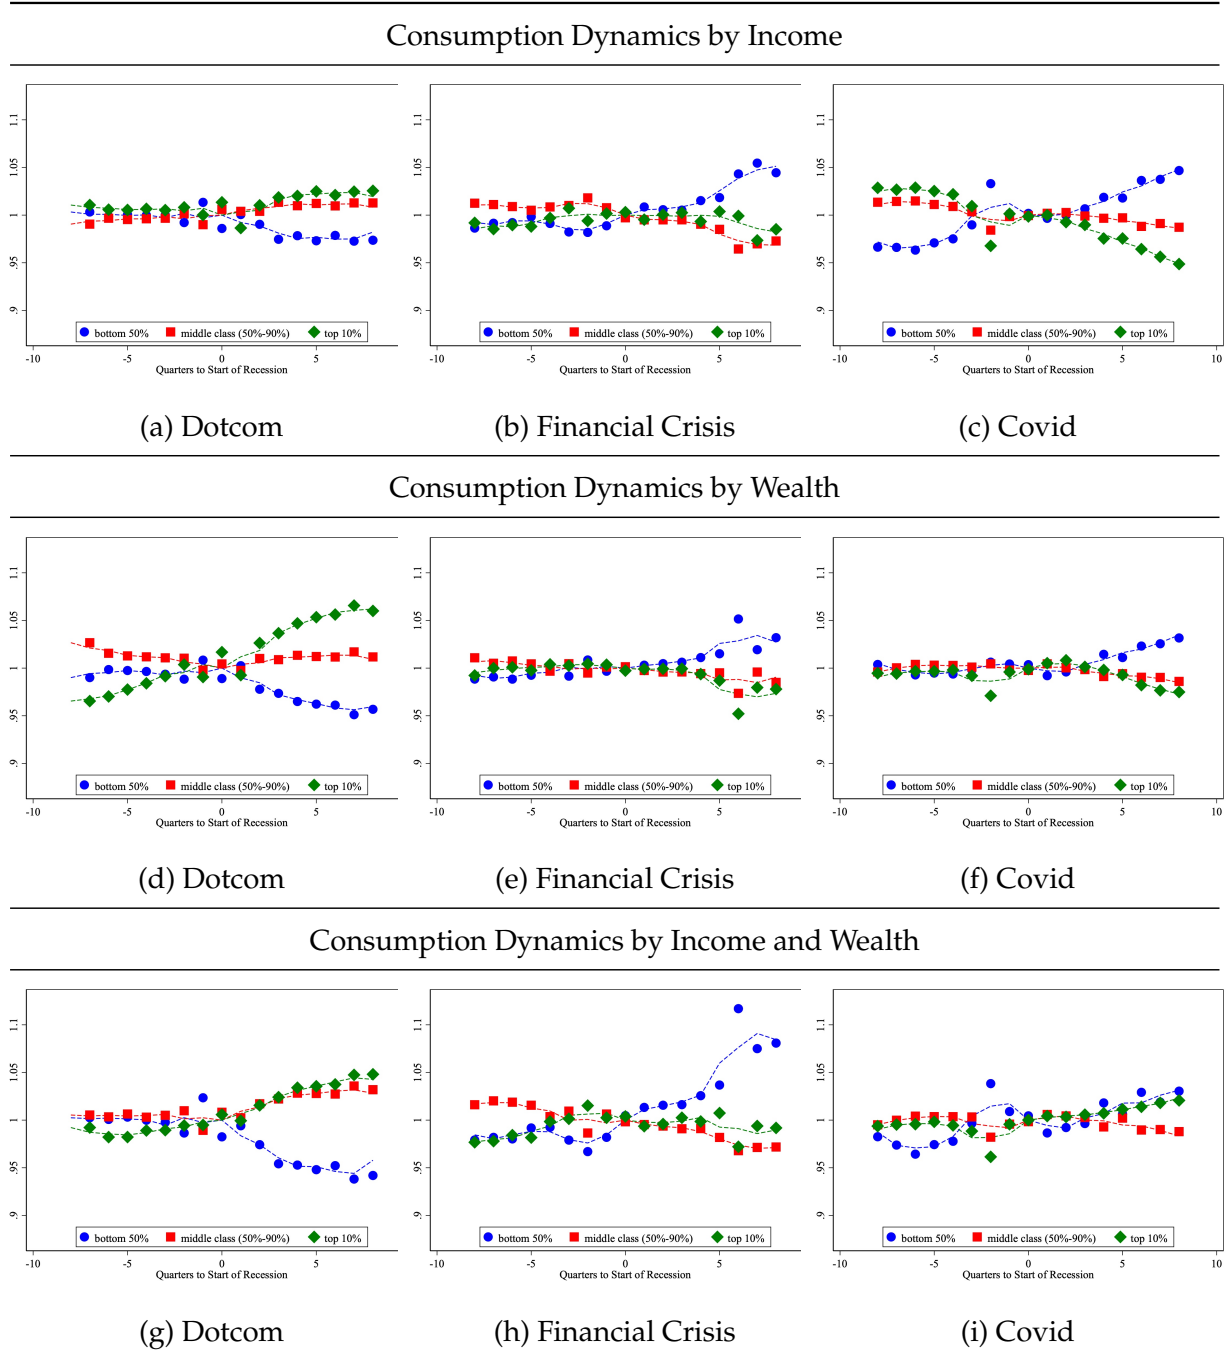 Consumption Dynamics by Income
1.1
1.05
1
.95
.9
bottom 50% middle class (50%-90%) top 10%
-10 -5 0 5
Quarters to Start of Recession
1.1
1.05
1
.95
.9
bottom 50% middle class (50%-90%) top 10%
-10 -5 0 5
Quarters to Start of Recession
1.1
1.05
1
.95
.9
bottom 50% middle class (50%-90%) top 10%
-10 -5 0 5 10
Quarters to Start of Recession
(a) Dotcom (b) Financial Crisis (c) Covid
Consumption Dynamics by Wealth
1.1
1.05
1
.95
.9
bottom 50% middle class (50%-90%) top 10%
-10 -5 0 5
Quarters to Start of Recession
1.1
1.05
1
.95
.9
bottom 50% middle class (50%-90%) top 10%
-10 -5 0 5
Quarters to Start of Recession
1.1
1.05
1
.95
.9
bottom 50% middle class (50%-90%) top 10%
-10 -5 0 5 10
Quarters to Start of Recession
(d) Dotcom (e) Financial Crisis (f) Covid
Consumption Dynamics by Income and Wealth
1.1
1.05
1
.95
.9
bottom 50% middle class (50%-90%) top 10%
-10 -5 0 5
Quarters to Start of Recession
1.1
1.05
1
.95
.9
bottom 50% middle class (50%-90%) top 10%
-10 -5 0 5
Quarters to Start of Recession
1.1
1.05
1
.95
.9
bottom 50% middle class (50%-90%) top 10%
-10 -5 0 5 10
Quarters to Start of Recession
(g) Dotcom (h) Financial Crisis (i) Covid